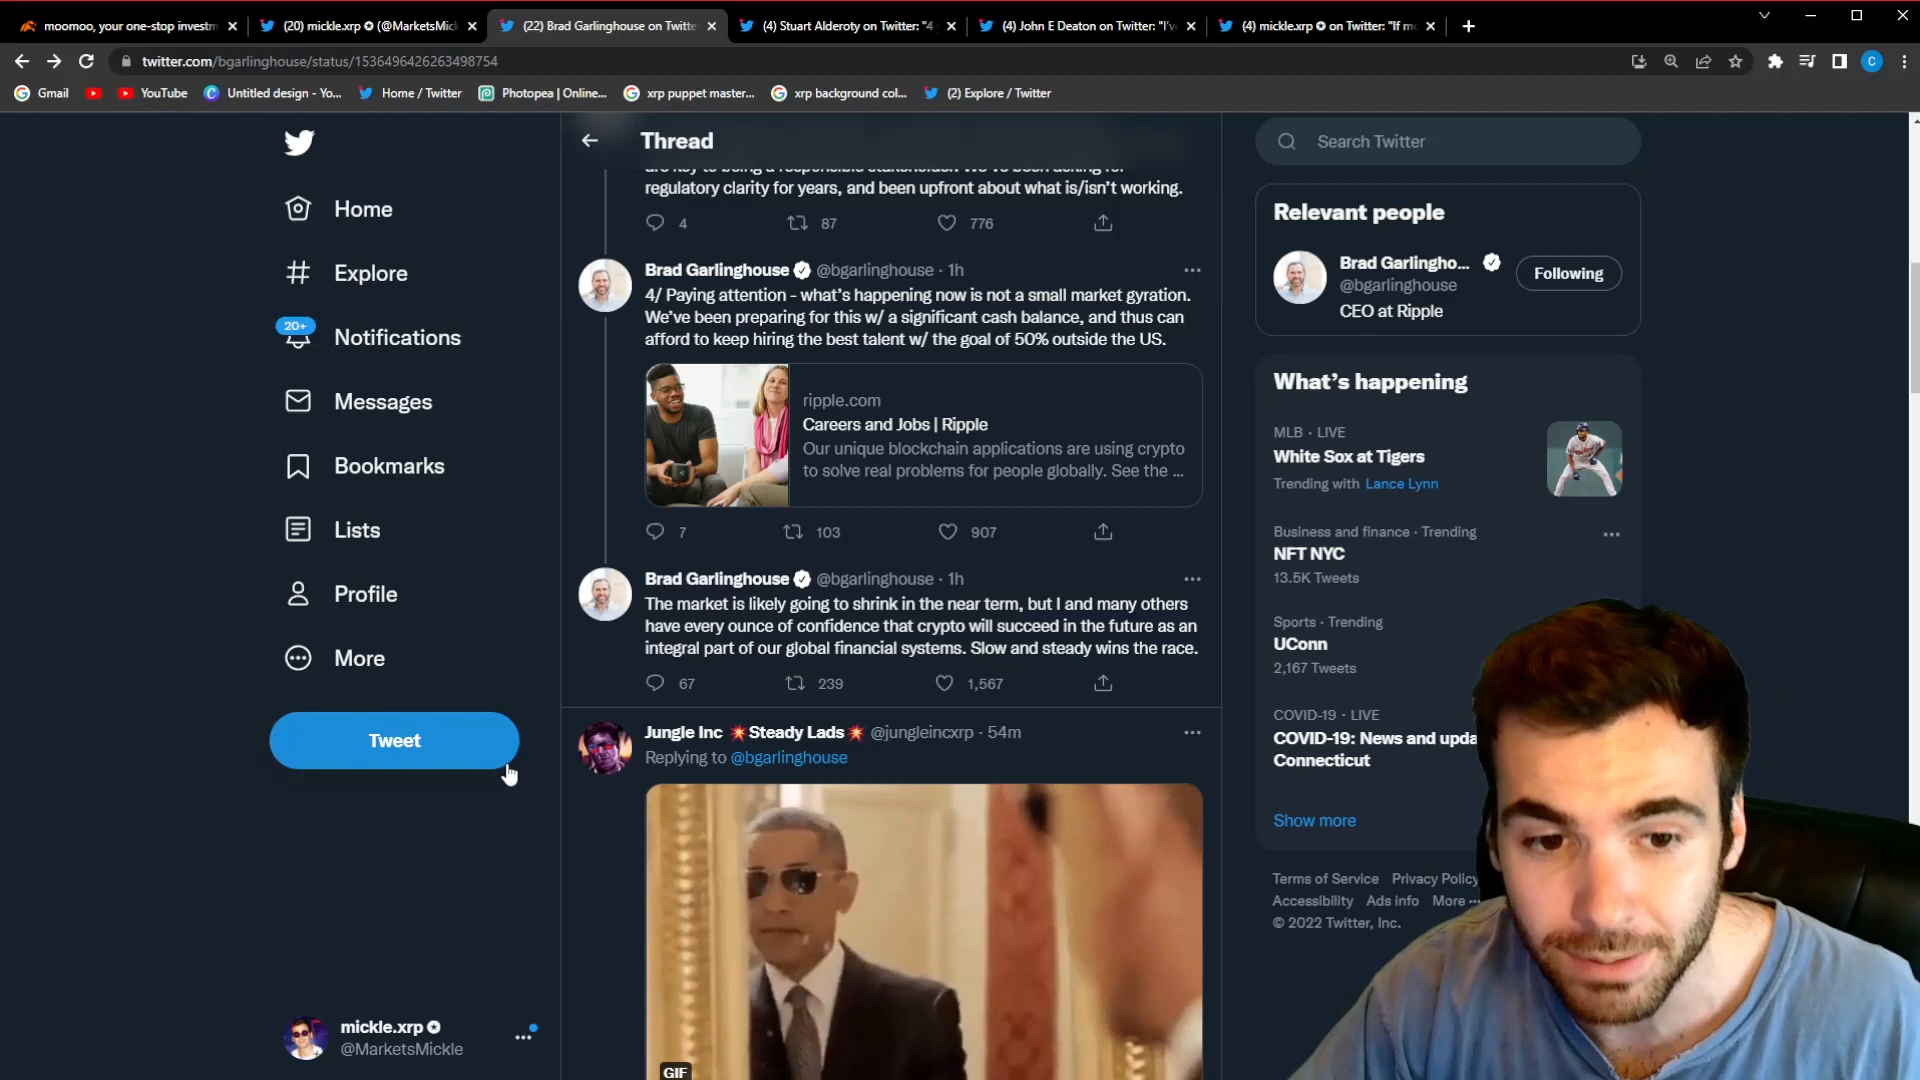 moomoo, your one-stop investm
(20) mickle.xrp ✪ (@MarketsMick
(22) Brad Garlinghouse on Twitte
(4) Stuart Alderoty on Twitter: "4
(4) John E Deaton on Twitter: "I'v
(4) mickle.xrp ✪ on Twitter: "If mo
twitter.com/bgarlinghouse/status/1536496426263498754
C
Gmail
YouTube
Untitled design - Yo...
Home / Twitter
Photopea | Online...
xrp puppet master...
xrp background col...
(2) Explore / Twitter
Home
Explore
20+
Notifications
Messages
Bookmarks
Lists
Profile
More
Tweet
mickle.xrp ✪
@MarketsMickle
Thread
are key to being a responsible stakeholder. We've been asking for
regulatory clarity for years, and been upfront about what is/isn't working.
4 87 776
Brad Garlinghouse @bgarlinghouse · 1h
4/ Paying attention - what's happening now is not a small market gyration.
We've been preparing for this w/ a significant cash balance, and thus can
afford to keep hiring the best talent w/ the goal of 50% outside the US.
ripple.com
Careers and Jobs | Ripple
Our unique blockchain applications are using crypto
to solve real problems for people globally. See the ...
7 103 907
Brad Garlinghouse @bgarlinghouse · 1h
The market is likely going to shrink in the near term, but I and many others
have every ounce of confidence that crypto will succeed in the future as an
integral part of our global financial systems. Slow and steady wins the race.
67 239 1,567
Jungle Inc 💥Steady Lads💥 @jungleincxrp · 54m
Replying to @bgarlinghouse
GIF
Search Twitter
Relevant people
Brad Garlingho...
@bgarlinghouse
Following
CEO at Ripple
What's happening
MLB · LIVE
White Sox at Tigers
Trending with Lance Lynn
Business and finance · Trending
NFT NYC
13.5K Tweets
Sports · Trending
UConn
2,167 Tweets
COVID-19 · LIVE
COVID-19: News and upda
Connecticut
Show more
Terms of Service Privacy Policy
Accessibility Ads info More ···
© 2022 Twitter, Inc.